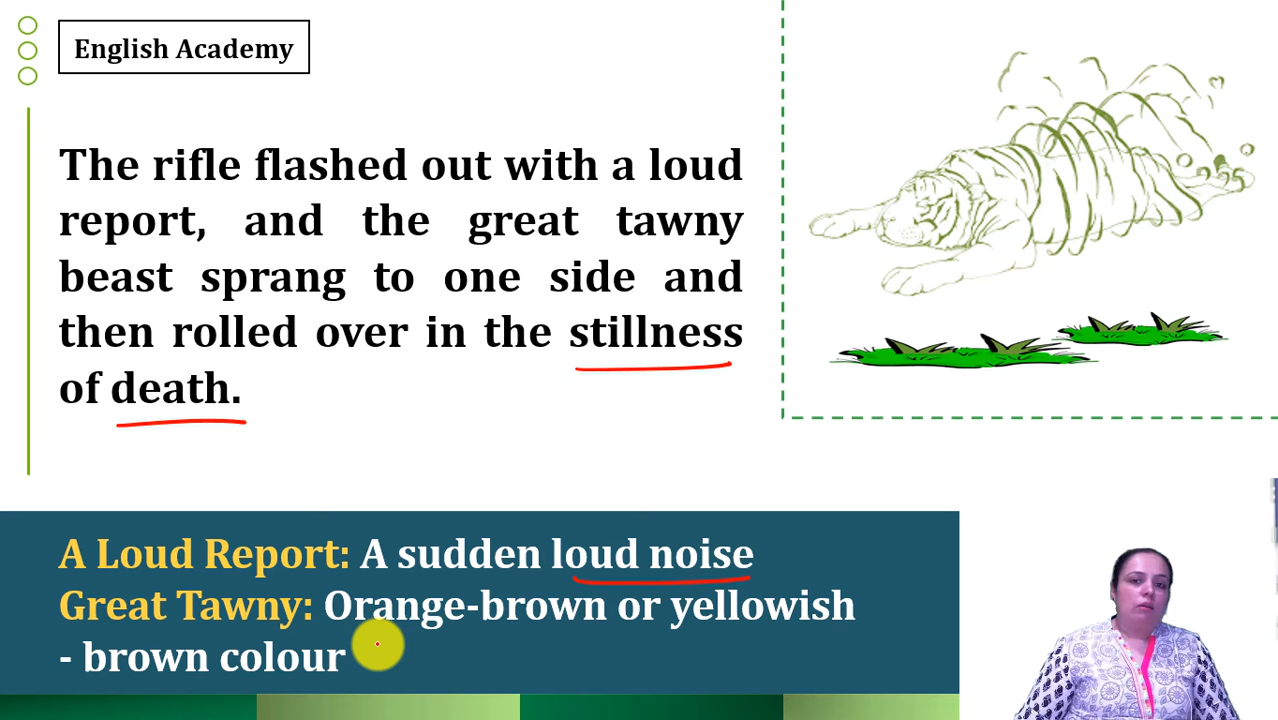 English Academy
The rifle flashed out with a loud
report, and the great tawny
beast sprang to one side and
then rolled over in the stillness
of death.
A Loud Report: A sudden loud noise
Great Tawny: Orange-brown or yellowish
- brown colour